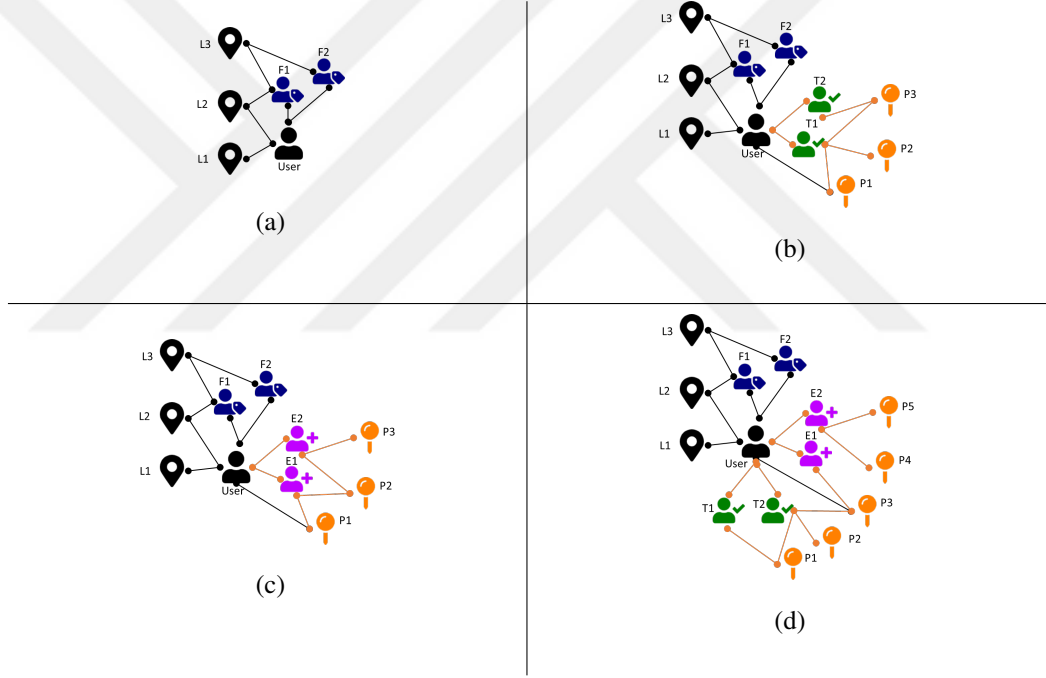 L3
F2
F1
L2
L1
User
(a)
L3
F2
F1
L2
T2
P3
T1
L1
User
P2
P1
(b)
L3
F2
F1
L2
E2
P3
E1
L1
User
P2
P1
(c)
L3
F2
F1
L2
E2
P5
E1
L1
User
P4
T1
T2
P3
P2
P1
(d)